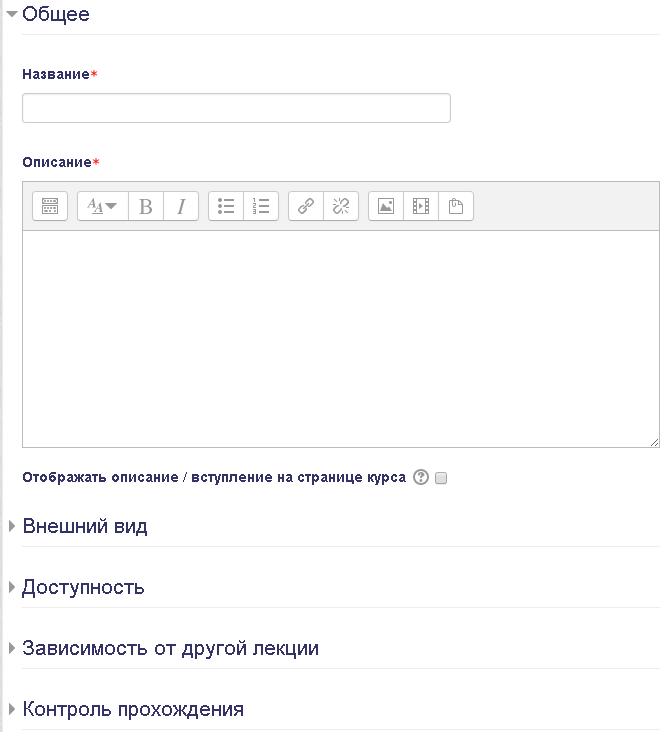 Общее
Название*
Описание*
Отображать описание / вступление на странице курса
Внешний вид
Доступность
Зависимость от другой лекции
Контроль прохождения